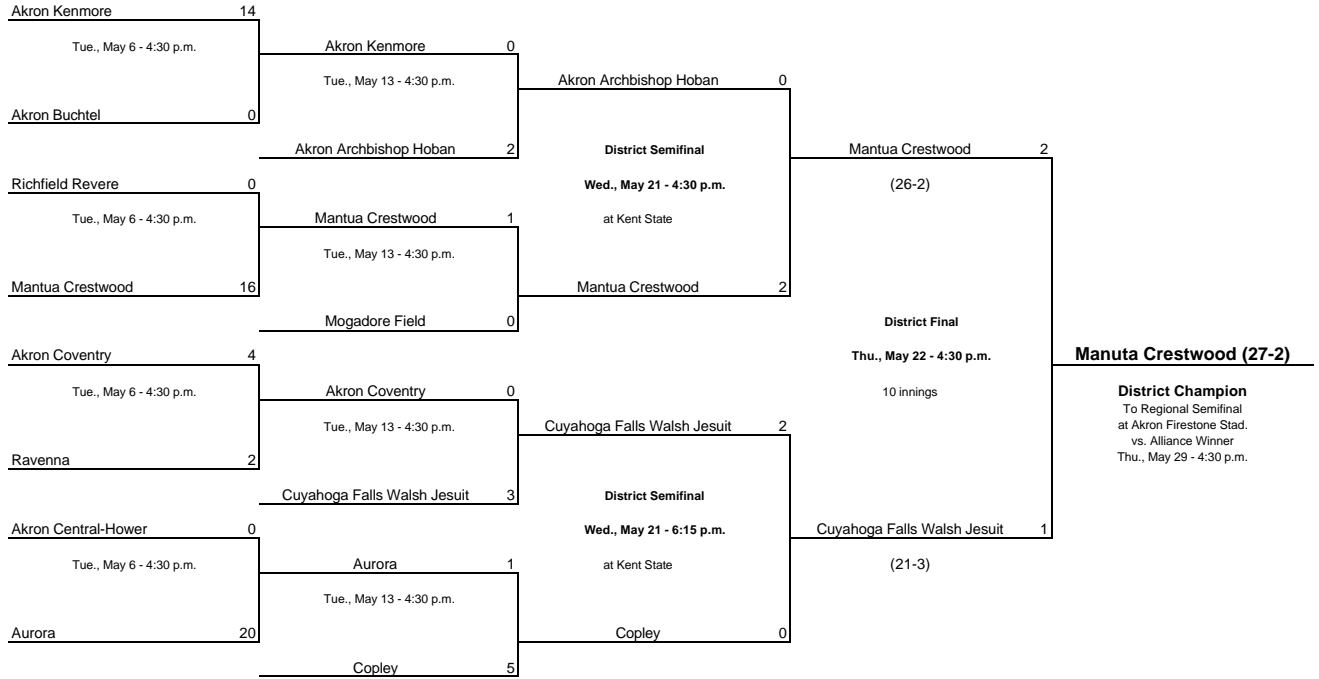 Akron Kenmore 14
Tue., May 6 - 4:30 p.m.
Akron Kenmore 0
Tue., May 13 - 4:30 p.m.
Akron Archbishop Hoban 0
Akron Buchtel 0
Akron Archbishop Hoban 2
District Semifinal
Mantua Crestwood 2
Richfield Revere 0
Wed., May 21 - 4:30 p.m.
(26-2)
Tue., May 6 - 4:30 p.m.
Mantua Crestwood 1
at Kent State
Tue., May 13 - 4:30 p.m.
Mantua Crestwood 16
Mantua Crestwood 2
Mogadore Field 0
District Final
Akron Coventry 4
Thu., May 22 - 4:30 p.m.
Manuta Crestwood (27-2)
Tue., May 6 - 4:30 p.m.
Akron Coventry 0
10 innings
District Champion
To Regional Semifinal
at Akron Firestone Stad.
vs. Alliance Winner
Thu., May 29 - 4:30 p.m.
Tue., May 13 - 4:30 p.m.
Cuyahoga Falls Walsh Jesuit 2
Ravenna 2
Cuyahoga Falls Walsh Jesuit 3
District Semifinal
Akron Central-Hower 0
Wed., May 21 - 6:15 p.m.
Cuyahoga Falls Walsh Jesuit 1
Tue., May 6 - 4:30 p.m.
Aurora 1
at Kent State
(21-3)
Tue., May 13 - 4:30 p.m.
Aurora 20
Copley 0
Copley 5